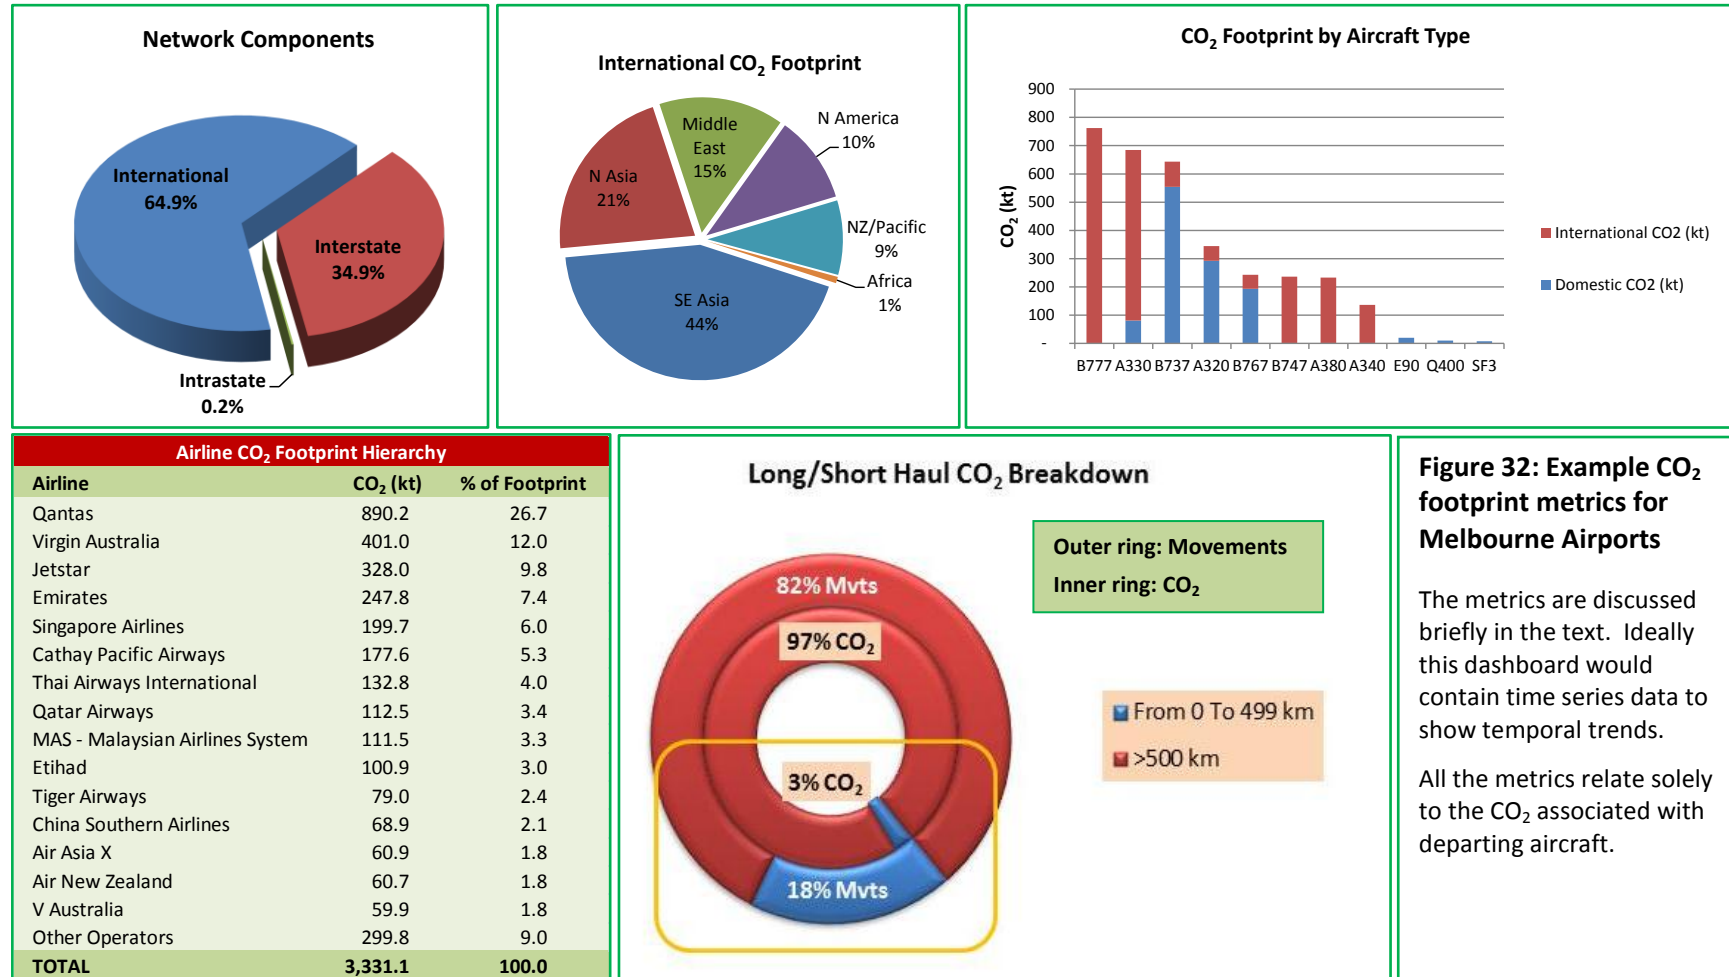 Network Components
International
64.9%
Interstate
34.9%
Intrastate
0.2%
International CO₂ Footprint
Middle
East
15%
N America
10%
N Asia
21%
NZ/Pacific
9%
Africa
1%
SE Asia
44%
CO₂ Footprint by Aircraft Type
CO₂ (kt)
900
800
700
600
500
400
300
200
100
-
B777 A330 B737 A320 B767 B747 A380 A340 E90 Q400 SF3
International CO2 (kt)
Domestic CO2 (kt)
Airline CO₂ Footprint Hierarchy
Airline CO₂ (kt) % of Footprint
Qantas 890.2 26.7
Virgin Australia 401.0 12.0
Jetstar 328.0 9.8
Emirates 247.8 7.4
Singapore Airlines 199.7 6.0
Cathay Pacific Airways 177.6 5.3
Thai Airways International 132.8 4.0
Qatar Airways 112.5 3.4
MAS - Malaysian Airlines System 111.5 3.3
Etihad 100.9 3.0
Tiger Airways 79.0 2.4
China Southern Airlines 68.9 2.1
Air Asia X 60.9 1.8
Air New Zealand 60.7 1.8
V Australia 59.9 1.8
Other Operators 299.8 9.0
TOTAL 3,331.1 100.0
Long/Short Haul CO₂ Breakdown
Outer ring: Movements
Inner ring: CO₂
82% Mvts
97% CO₂
3% CO₂
18% Mvts
From 0 To 499 km
>500 km
Figure 32: Example CO₂
footprint metrics for
Melbourne Airports
The metrics are discussed
briefly in the text. Ideally
this dashboard would
contain time series data to
show temporal trends.
All the metrics relate solely
to the CO₂ associated with
departing aircraft.